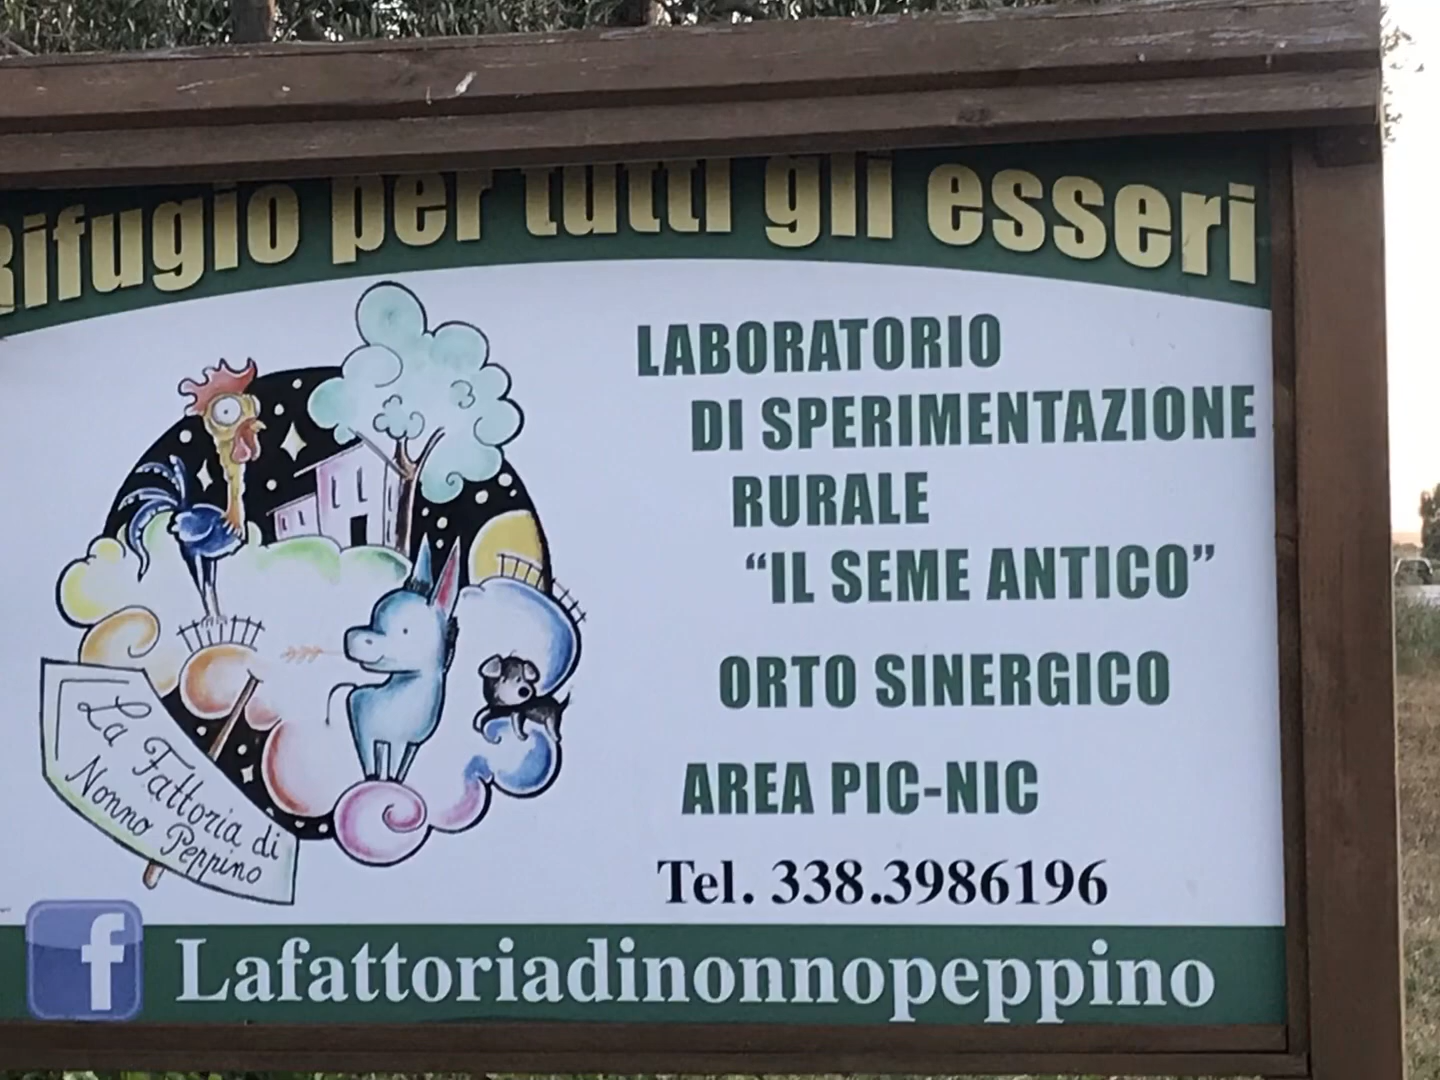 Rifugio per tutti gli esseri
LABORATORIO
DI SPERIMENTAZIONE
RURALE
“IL SEME ANTICO”
ORTO SINERGICO
AREA PIC-NIC
Tel. 338.3986196
La Fattoria di
Nonno Peppino
f Lafattoriadinonnopeppino